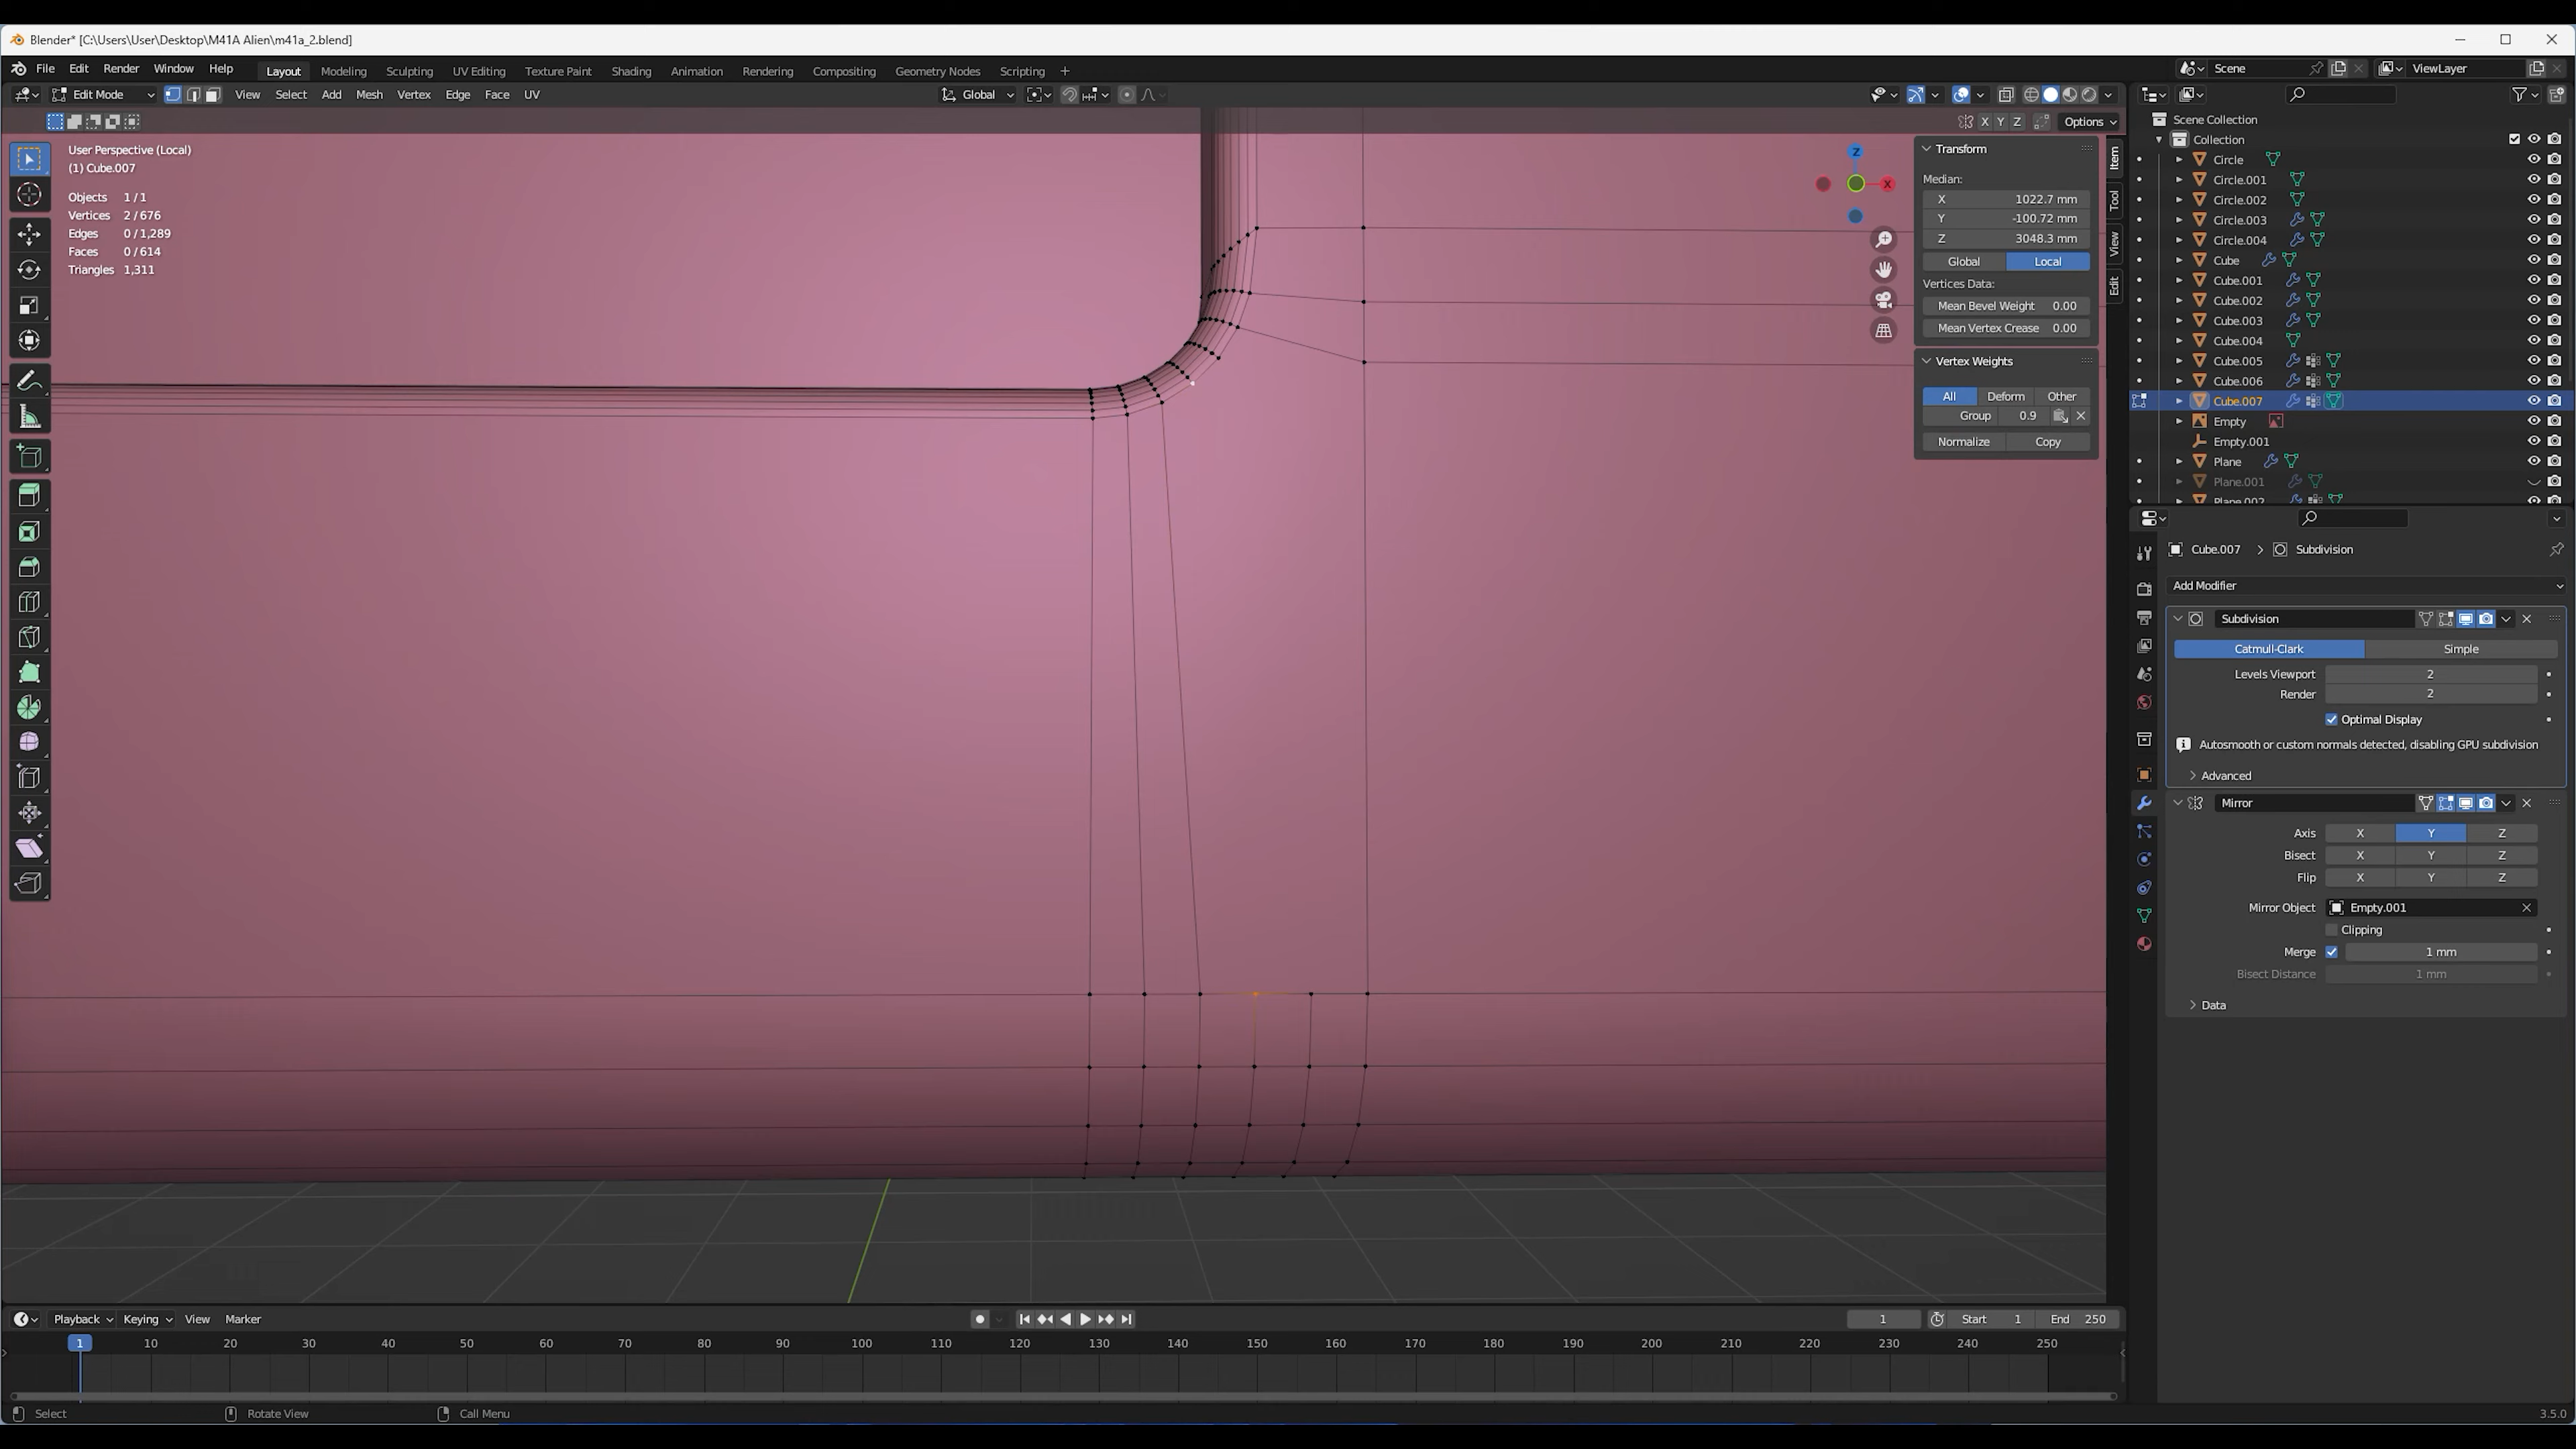 Blender* [C:\Users\User\Desktop\M41A Alien\m41a_2.blend]
File Edit Render Window Help Layout Modeling Sculpting UV Editing Texture Paint Shading Animation Rendering Compositing Geometry Nodes Scripting + Scene ViewLayer
Edit Mode View Select Add Mesh Vertex Edge Face UV Global
X Y Z Options
User Perspective (Local)
(1) Cube.007
Objects 1 / 1
Vertices 2 / 676
Edges 0 / 1,289
Faces 0 / 614
Triangles 1,311
Z
X
Transform
Median:
X 1022.7 mm
Y -100.72 mm
Z 3048.3 mm
Global Local
Vertices Data:
Mean Bevel Weight 0.00
Mean Vertex Crease 0.00
Vertex Weights
All Deform Other
Group 0.9
Normalize Copy
Item
Tool
View
Edit
Scene Collection
Collection
Circle
Circle.001
Circle.002
Circle.003
Circle.004
Cube
Cube.001
Cube.002
Cube.003
Cube.004
Cube.005
Cube.006
Cube.007
Empty
Empty.001
Plane
Plane.001
Plane.002
Cube.007 > Subdivision
Add Modifier
Subdivision
Catmull-Clark Simple
Levels Viewport 2
Render 2
Optimal Display
Autosmooth or custom normals detected, disabling GPU subdivision
Advanced
Mirror
Axis X Y Z
Bisect X Y Z
Flip X Y Z
Mirror Object Empty.001
Clipping
Merge 1 mm
Bisect Distance 1 mm
Data
Playback Keying View Marker 1 Start 1 End 250
1 10 20 30 40 50 60 70 80 90 100 110 120 130 140 150 160 170 180 190 200 210 220 230 240 250
Select Rotate View Call Menu 3.5.0